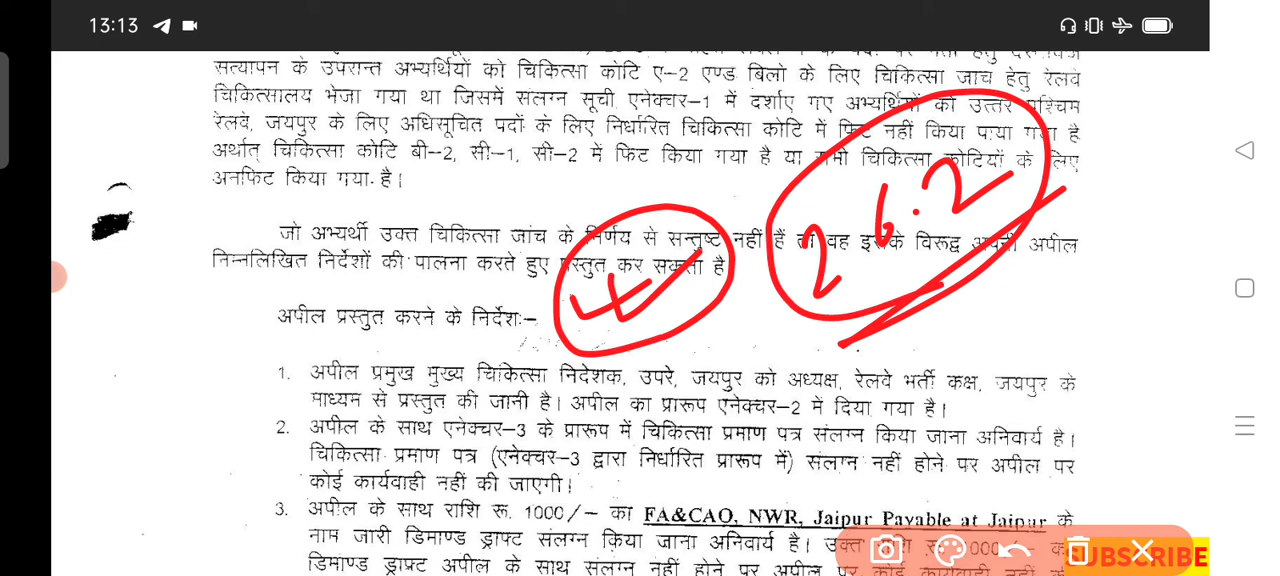 13:13
सत्यापन के उपरान्त अभ्यर्थियों को चिकित्सा कोटि ए-2 एण्ड बिलो के लिए चिकित्सा जाच हेतु रेलवे
चिकित्सालय भेजा गया था जिसमें संलग्न सूची एनेक्चर-1 में दर्शाए गए अभ्यर्थियों को उत्तर पश्चिम
रेलवे, जयपुर के लिए अधिसूचित पदों के लिए निर्धारित चिकित्सा कोटि में फिट नहीं किया पाया गया है
अर्थात् चिकित्सा कोटि बी-2, सी-1, सी-2 में फिट किया गया है या सभी चिकित्सा कोटियों के लिए
अनफिट किया गया है।
26.2
जो अभ्यर्थी उक्त चिकित्सा जांच के निर्णय से सन्तुष्ट नहीं हैं तो वह इसके विरूद्व अपनी अपील
निम्नलिखित निर्देशों की पालना करते हुए प्रस्तुत कर सकता है
4
अपील प्रस्तुत करने के निर्देशः-
1. अपील प्रमुख मुख्य चिकित्सा निदेशक, उपरे, जयपुर को अध्यक्ष, रेलवे भर्ती कक्ष, जयपुर के
माध्यम से प्रस्तुत की जानी है। अपील का प्रारूप एनेक्चर-2 में दिया गया है।
2. अपील के साथ एनेक्चर-3 के प्रारूप में चिकित्सा प्रमाण पत्र संलग्न किया जाना अनिवार्य है।
चिकित्सा प्रमाण पत्र (एनेक्चर-3 द्वारा निर्धारित प्रारूप में) संलग्न नहीं होने पर अपील पर
कोई कार्यवाही नहीं की जाएगी।
3. अपील के साथ राशि रू. 1000/- का FA&CAO, NWR, Jaipur Payable at Jaipur के
नाम जारी डिमाण्ड ड्राफ्ट संलग्न किया जाना अनिवार्य है। उक्त
डिमाण्ड ड्राफ्ट अपील के साथ संलग्न नहीं होने पर अपील पर
SUBSCRIBE